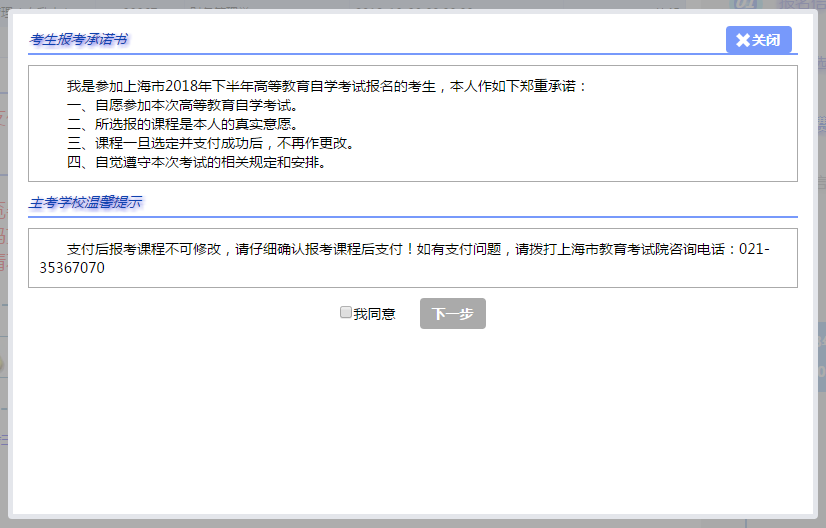 考生报考承诺书
关闭
我是参加上海市2018年下半年高等教育自学考试报名的考生，本人作如下郑重承诺：
一、自愿参加本次高等教育自学考试。
二、所选报的课程是本人的真实意愿。
三、课程一旦选定并支付成功后，不再作更改。
四、自觉遵守本次考试的相关规定和安排。
主考学校温馨提示
支付后报考课程不可修改，请仔细确认报考课程后支付！如有支付问题，请拨打上海市教育考试院咨询电话：021-
35367070
我同意
下一步